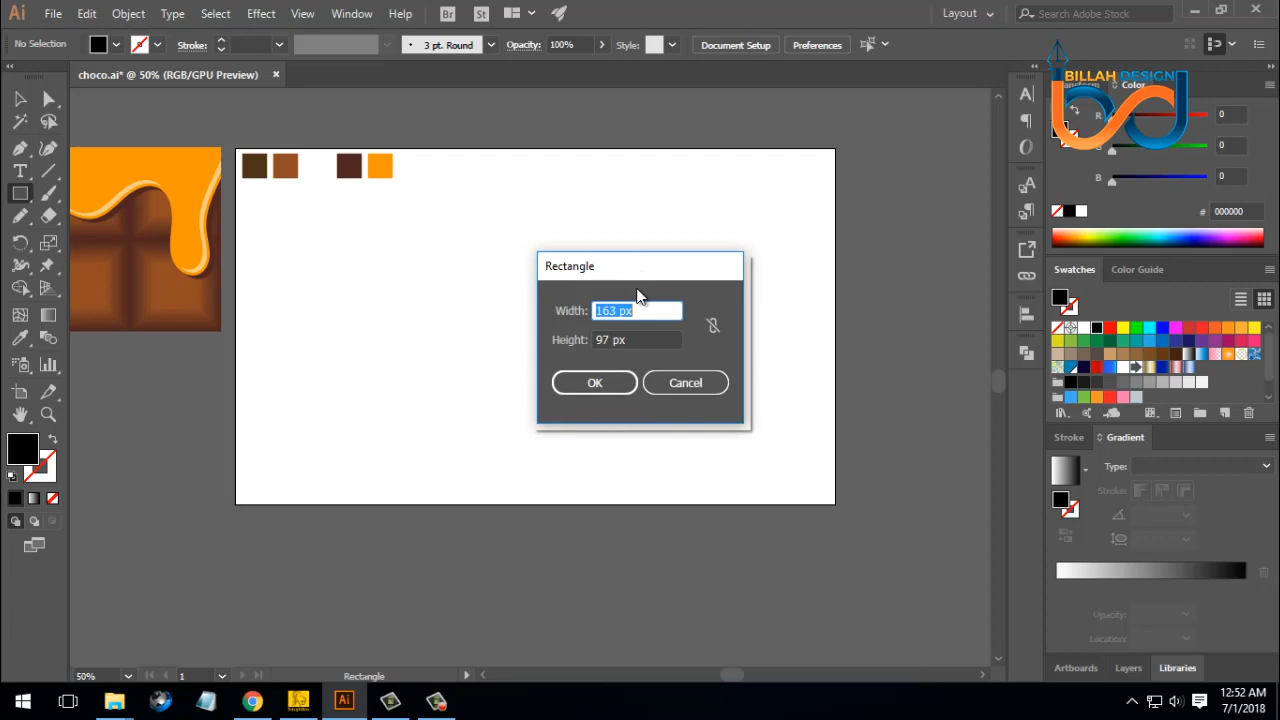 Ai File Edit Object Type Select Effect View Window Help Br St Layout Search Adobe Stock
No Selection Stroke: 3 pt. Round Opacity: 100% Style: Document Setup Preferences
choco.ai* @ 50% (RGB/GPU Preview)
BILLAH DESIGN
Color
R 0
G 0
B 0
# 000000
Swatches Color Guide
Rectangle
Width: 163 px
Height: 97 px
OK Cancel
Stroke Gradient
Type:
Stroke:
Opacity:
Location:
50% 1 Rectangle
Artboards Layers Libraries
Ai
12:52 AM
7/1/2018